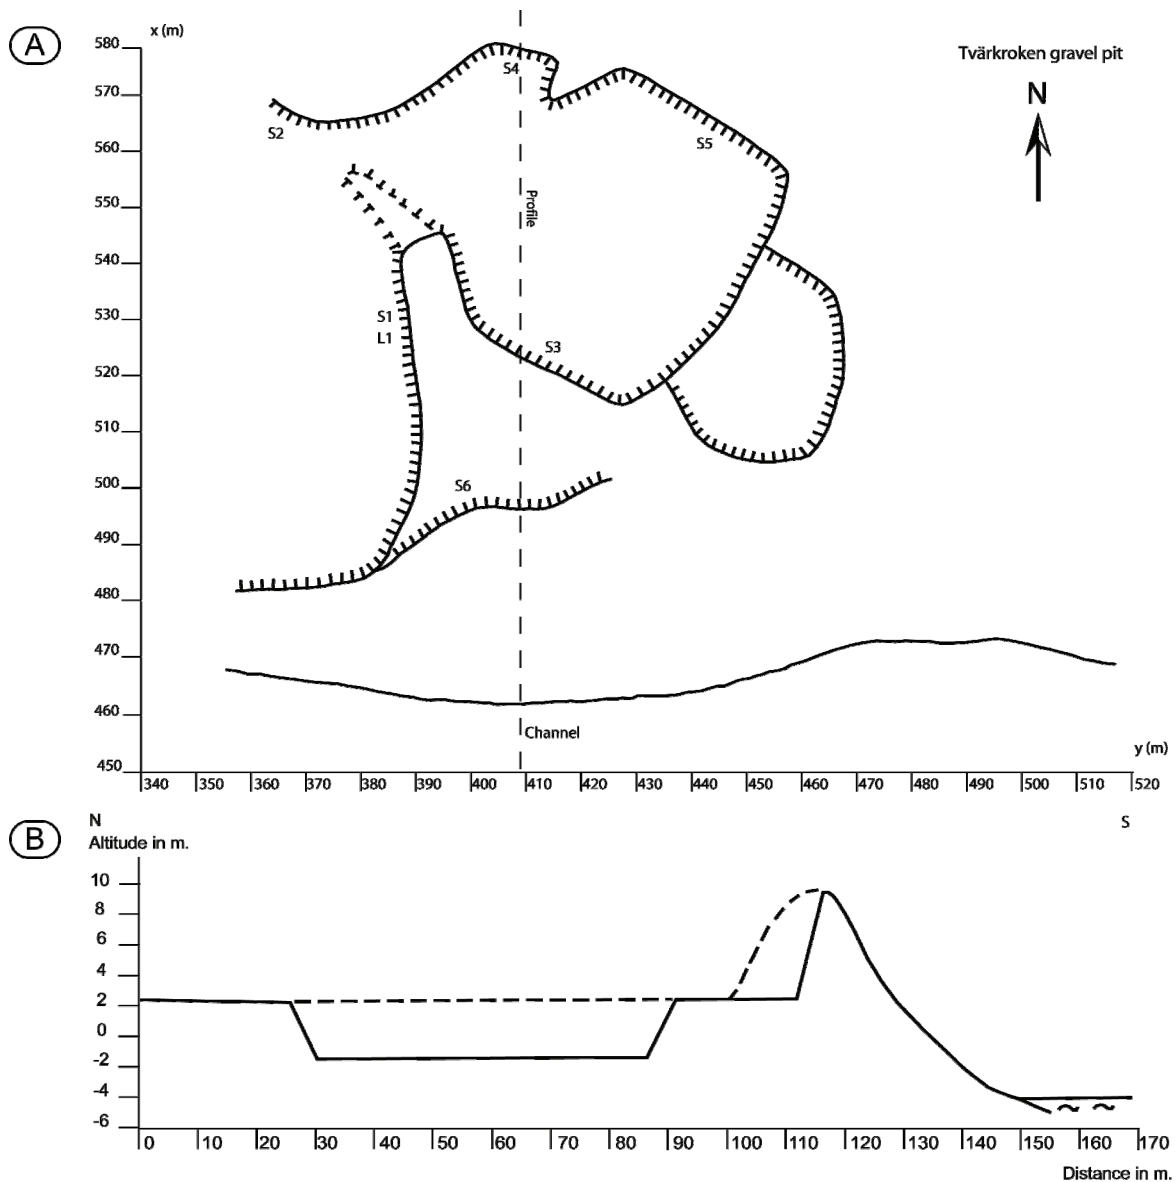 A
x (m)
580
570
560
550
540
530
520
510
500
490
480
470
460
450
Tvärkroken gravel pit
N
S4
S2
S5
Profile
S1
L1
S3
S6
Channel
y (m)
340 350 360 370 380 390 400 410 420 430 440 450 460 470 480 490 500 510 520
B
N
S
Altitude in m.
10
8
6
4
2
0
-2
-4
-6
0 10 20 30 40 50 60 70 80 90 100 110 120 130 140 150 160 170
Distance in m.